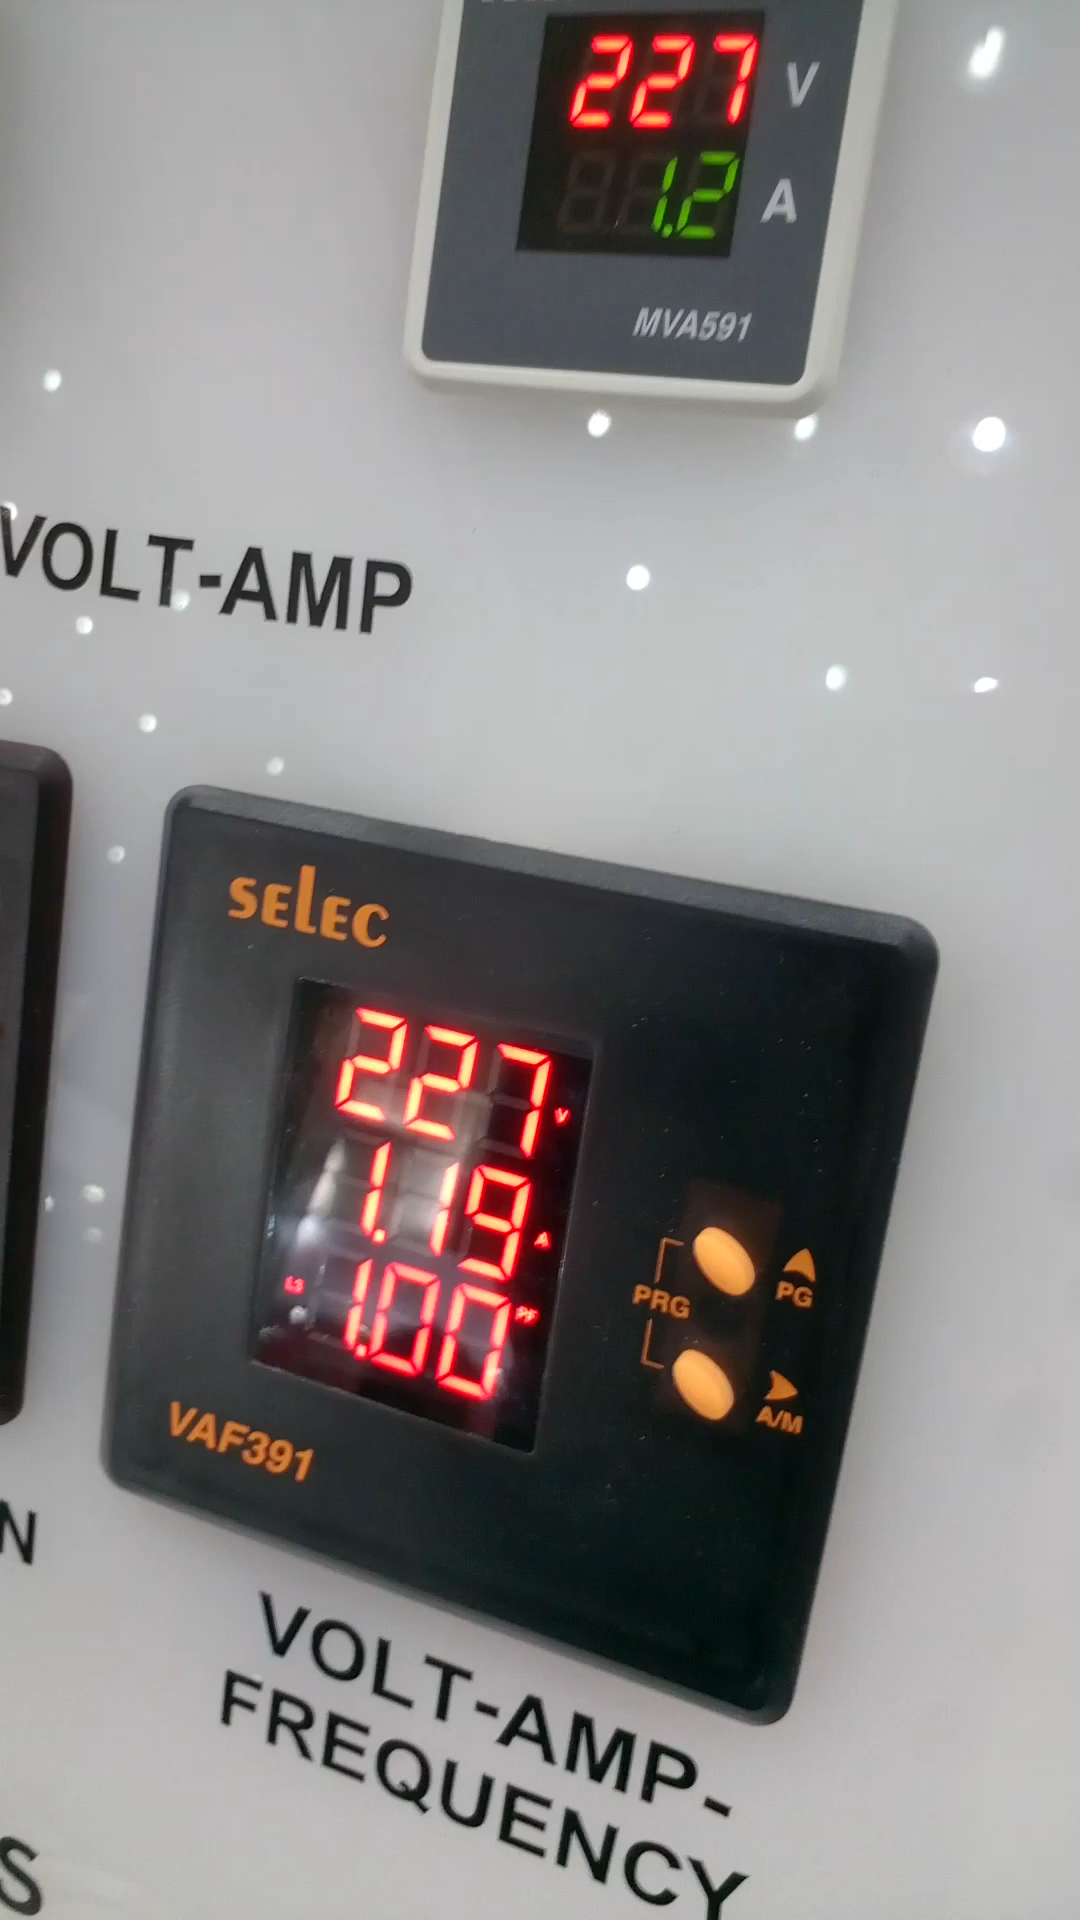 227 V
1.2 A
MVA591
VOLT-AMP
selec
227 V
1.19 A
L3 1.00 PF
PRG
PG
A/M
VAF391
N
VOLT-AMP-
FREQUENCY
S